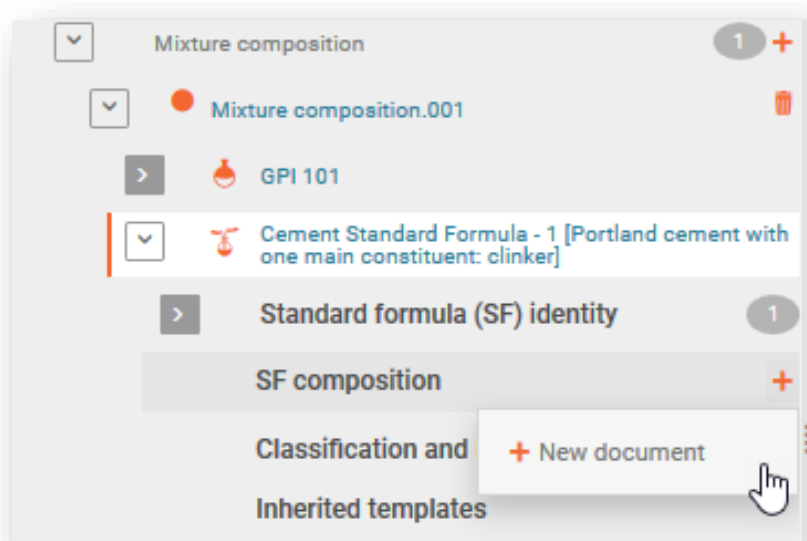 Mixture composition 1
Mixture composition.001
GPI 101
Cement Standard Formula - 1 [Portland cement with
one main constituent: clinker]
Standard formula (SF) identity 1
SF composition
Classification and
New document
Inherited templates